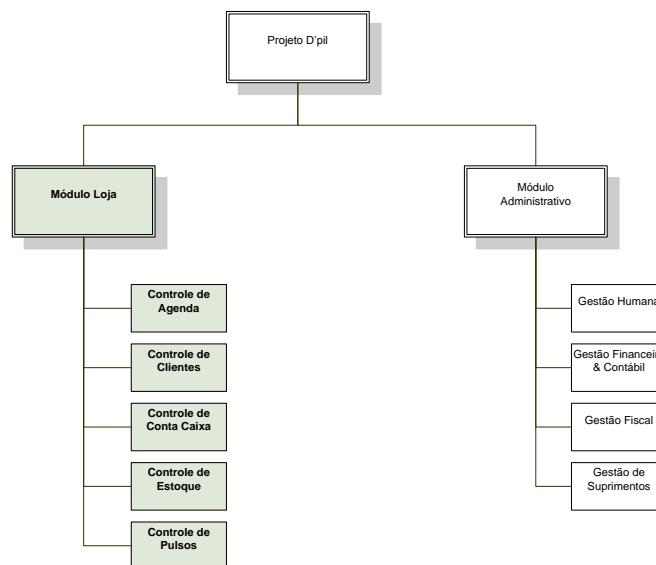 Projeto D'pil
Módulo Loja
Módulo
Administrativo
Controle de
Agenda
Controle de
Clientes
Controle de
Conta Caixa
Controle de
Estoque
Controle de
Pulsos
Gestão Humana
Gestão Financeir
& Contábil
Gestão Fiscal
Gestão de
Suprimentos